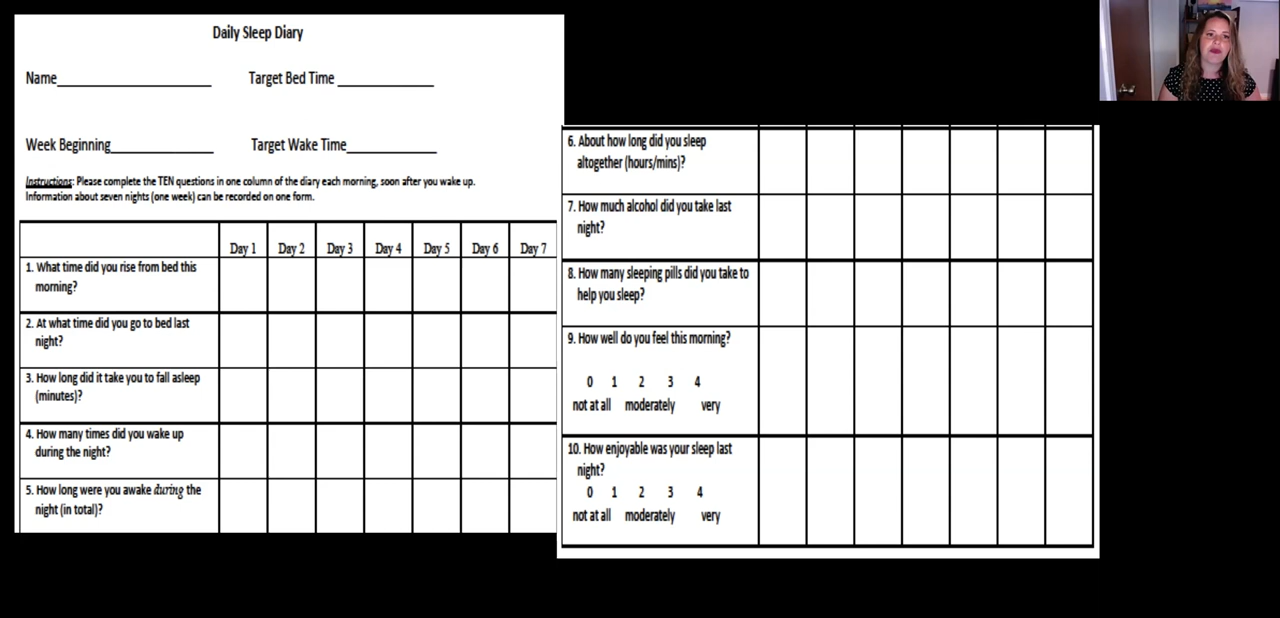 Daily Sleep Diary
Name________________ Target Bed Time ____________
Week Beginning_____________ Target Wake Time____________
Instructions: Please complete the TEN questions in one column of the diary each morning, soon after you wake up.
Information about seven nights (one week) can be recorded on one form.
Day 1 Day 2 Day 3 Day 4 Day 5 Day 6 Day 7
1. What time did you rise from bed this
morning?
2. At what time did you go to bed last
night?
3. How long did it take you to fall asleep
(minutes)?
4. How many times did you wake up
during the night?
5. How long were you awake during the
night (in total)?
6. About how long did you sleep
altogether (hours/mins)?
7. How much alcohol did you take last
night?
8. How many sleeping pills did you take to
help you sleep?
9. How well do you feel this morning?
0 1 2 3 4
not at all moderately very
10. How enjoyable was your sleep last
night?
0 1 2 3 4
not at all moderately very